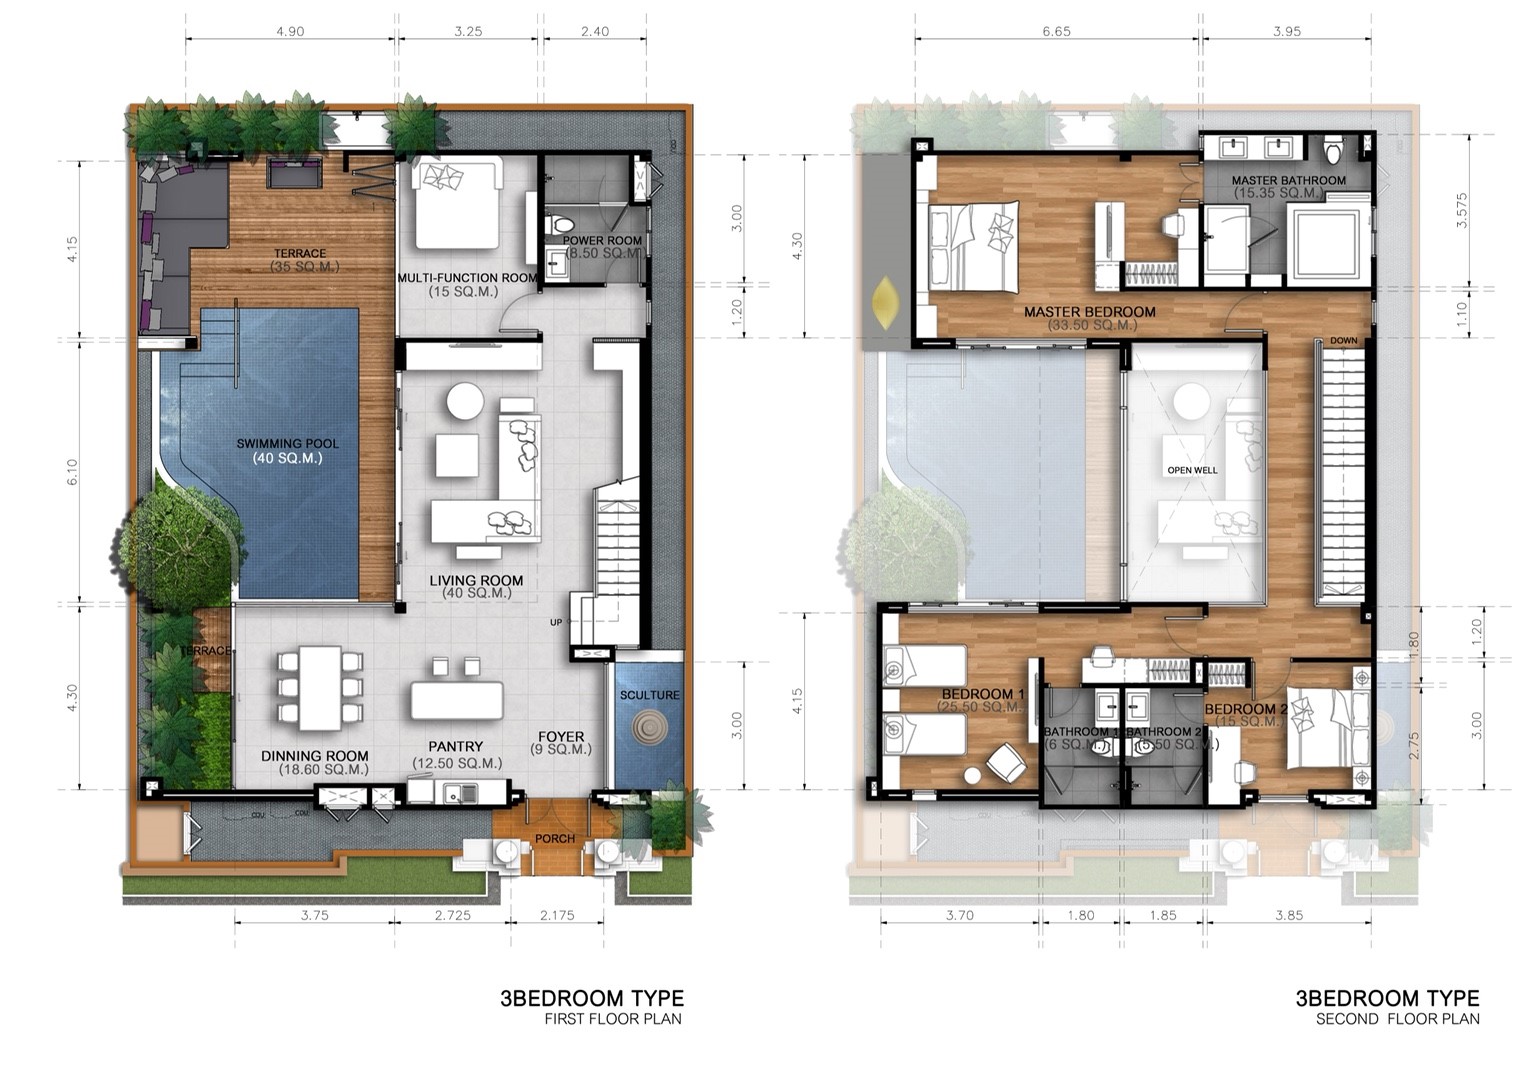 4.90
3.25
2.40
4.15
6.10
4.30
3.00
1.20
3.00
TERRACE
(35 SQ.M.)
MULTI-FUNCTION ROOM
(15 SQ.M.)
POWER ROOM
(8.50 SQ.M.)
SWIMMING POOL
(40 SQ.M.)
LIVING ROOM
(40 SQ.M.)
UP
TERRACE
SCULTURE
DINNING ROOM
(18.60 SQ.M.)
PANTRY
(12.50 SQ.M.)
FOYER
(9 SQ.M.)
COU
COU
PORCH
3.75
2.725
2.175
3BEDROOM TYPE
FIRST FLOOR PLAN
6.65
3.95
4.30
4.15
3.575
1.10
1.80
1.20
2.75
3.00
MASTER BATHROOM
(15.35 SQ.M.)
MASTER BEDROOM
(33.50 SQ.M.)
DOWN
OPEN WELL
BEDROOM 1
(25.50 SQ.M.
BEDROOM 2
(15 SQ.M.)
BATHROOM 1
(6 SQ.M.)
BATHROOM 2
(5.50 SQ.M.)
3.70
1.80
1.85
3.85
3BEDROOM TYPE
SECOND FLOOR PLAN